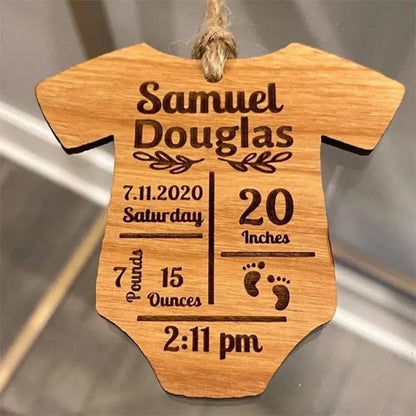 Samuel
Douglas
7.11.2020
Saturday
20
Inches
7 Pounds
15
Ounces
2:11 pm